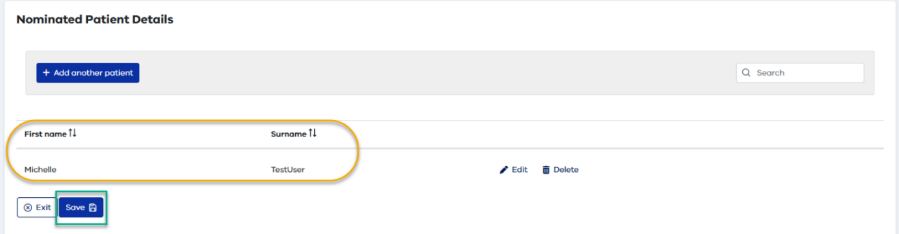 Nominated Patient Details
+ Add another patient
Search
First name Surname
Michelle TestUser Edit Delete
Exit Save